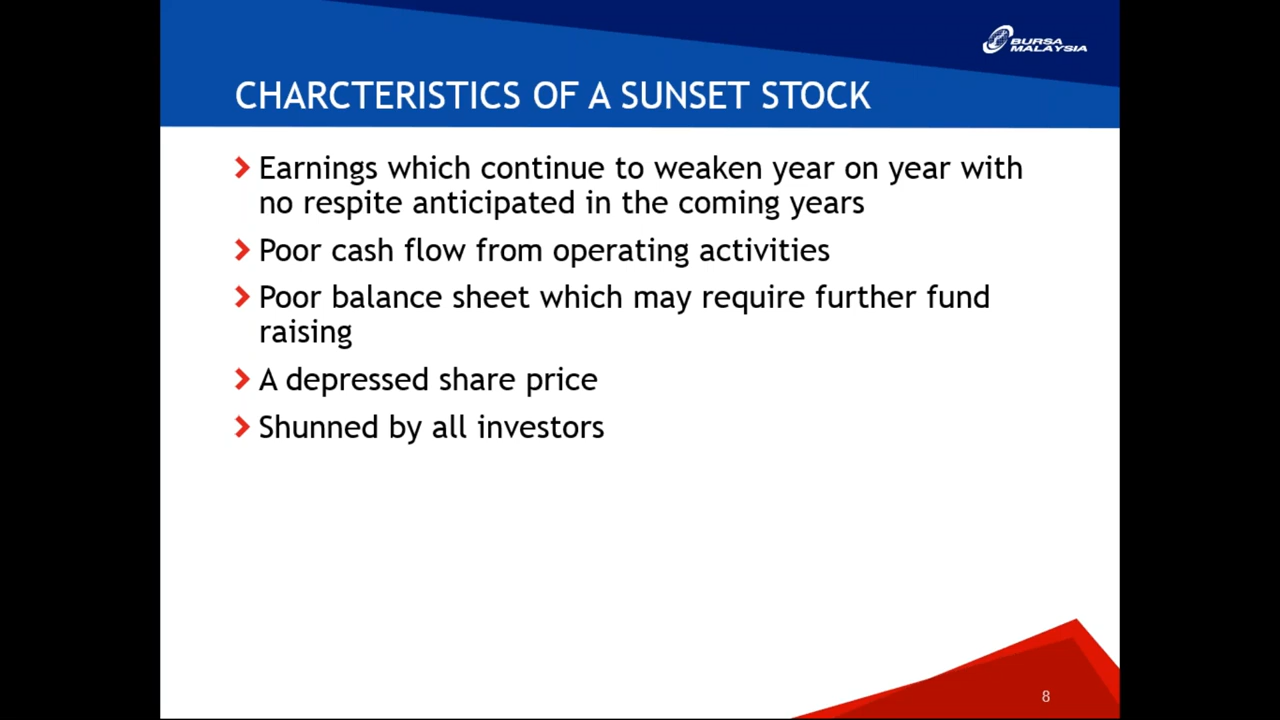 BURSA
MALAYSIA
CHARCTERISTICS OF A SUNSET STOCK
Earnings which continue to weaken year on year with
no respite anticipated in the coming years
Poor cash flow from operating activities
Poor balance sheet which may require further fund
raising
A depressed share price
Shunned by all investors
8